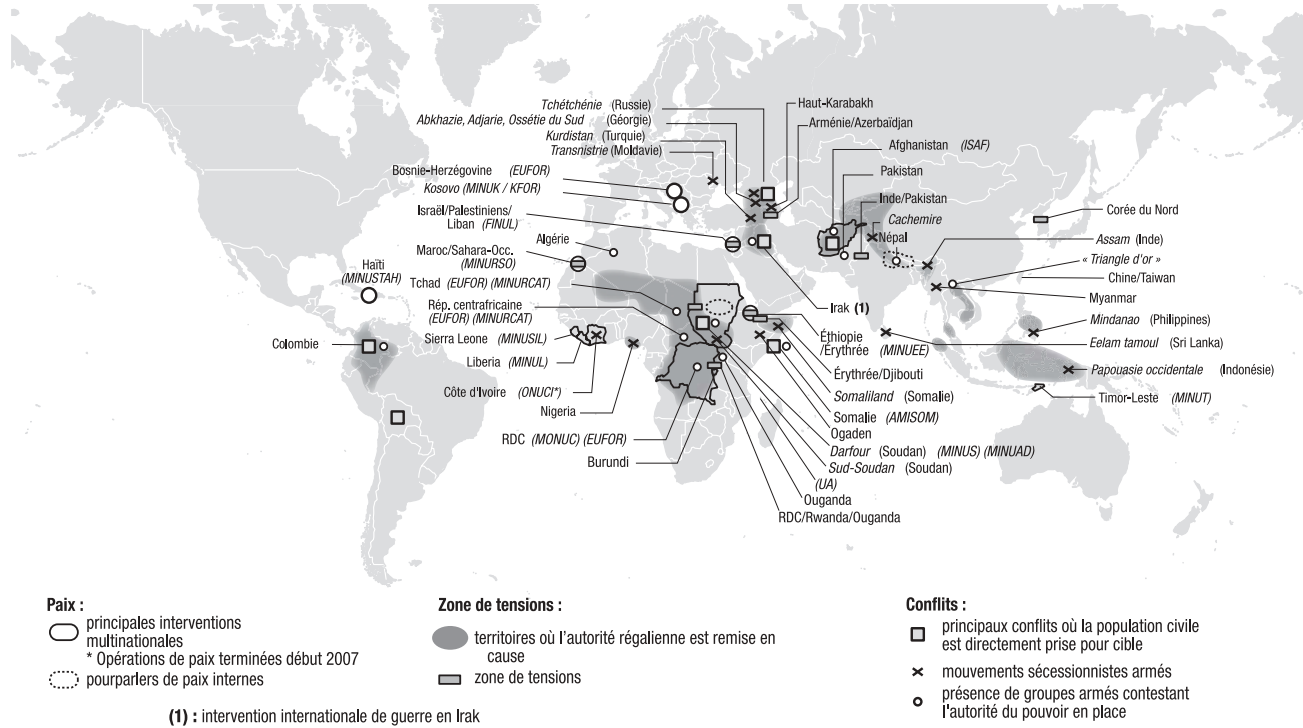 Tchétchénie (Russie)
Abkhazie, Adjarie, Ossétie du Sud (Géorgie)
Kurdistan (Turquie)
Transnistrie (Moldavie)
Bosnie-Herzégovine (EUFOR)
Kosovo (MINUK / KFOR)
Israël/Palestiniens/
Liban (FINUL)
Algérie
Maroc/Sahara-Occ.
(MINURSO)
Haïti
(MINUSTAH)
Tchad (EUFOR) (MINURCAT)
Rép. centrafricaine
(EUFOR) (MINURCAT)
Sierra Leone (MINUSIL)
Colombie
Liberia (MINUL)
Côte d'Ivoire (ONUCI*)
Nigeria
RDC (MONUC) (EUFOR)
Burundi
Haut-Karabakh
Arménie/Azerbaïdjan
Afghanistan (ISAF)
Pakistan
Inde/Pakistan
Cachemire
Népal
Corée du Nord
Assam (Inde)
« Triangle d'or »
Chine/Taiwan
Myanmar
Mindanao (Philippines)
Eelam tamoul (Sri Lanka)
Papouasie occidentale (Indonésie)
Timor-Leste (MINUT)
Irak (1)
Éthiopie
/Érythrée (MINUEE)
Érythrée/Djibouti
Somaliland (Somalie)
Somalie (AMISOM)
Ogaden
Darfour (Soudan) (MINUS) (MINUAD)
Sud-Soudan (Soudan)
(UA)
Ouganda
RDC/Rwanda/Ouganda
Paix :
principales interventions
multinationales
* Opérations de paix terminées début 2007
pourparlers de paix internes
(1) : intervention internationale de guerre en Irak
Zone de tensions :
territoires où l'autorité régalienne est remise en
cause
zone de tensions
Conflits :
principaux conflits où la population civile
est directement prise pour cible
mouvements sécessionnistes armés
présence de groupes armés contestant
l'autorité du pouvoir en place